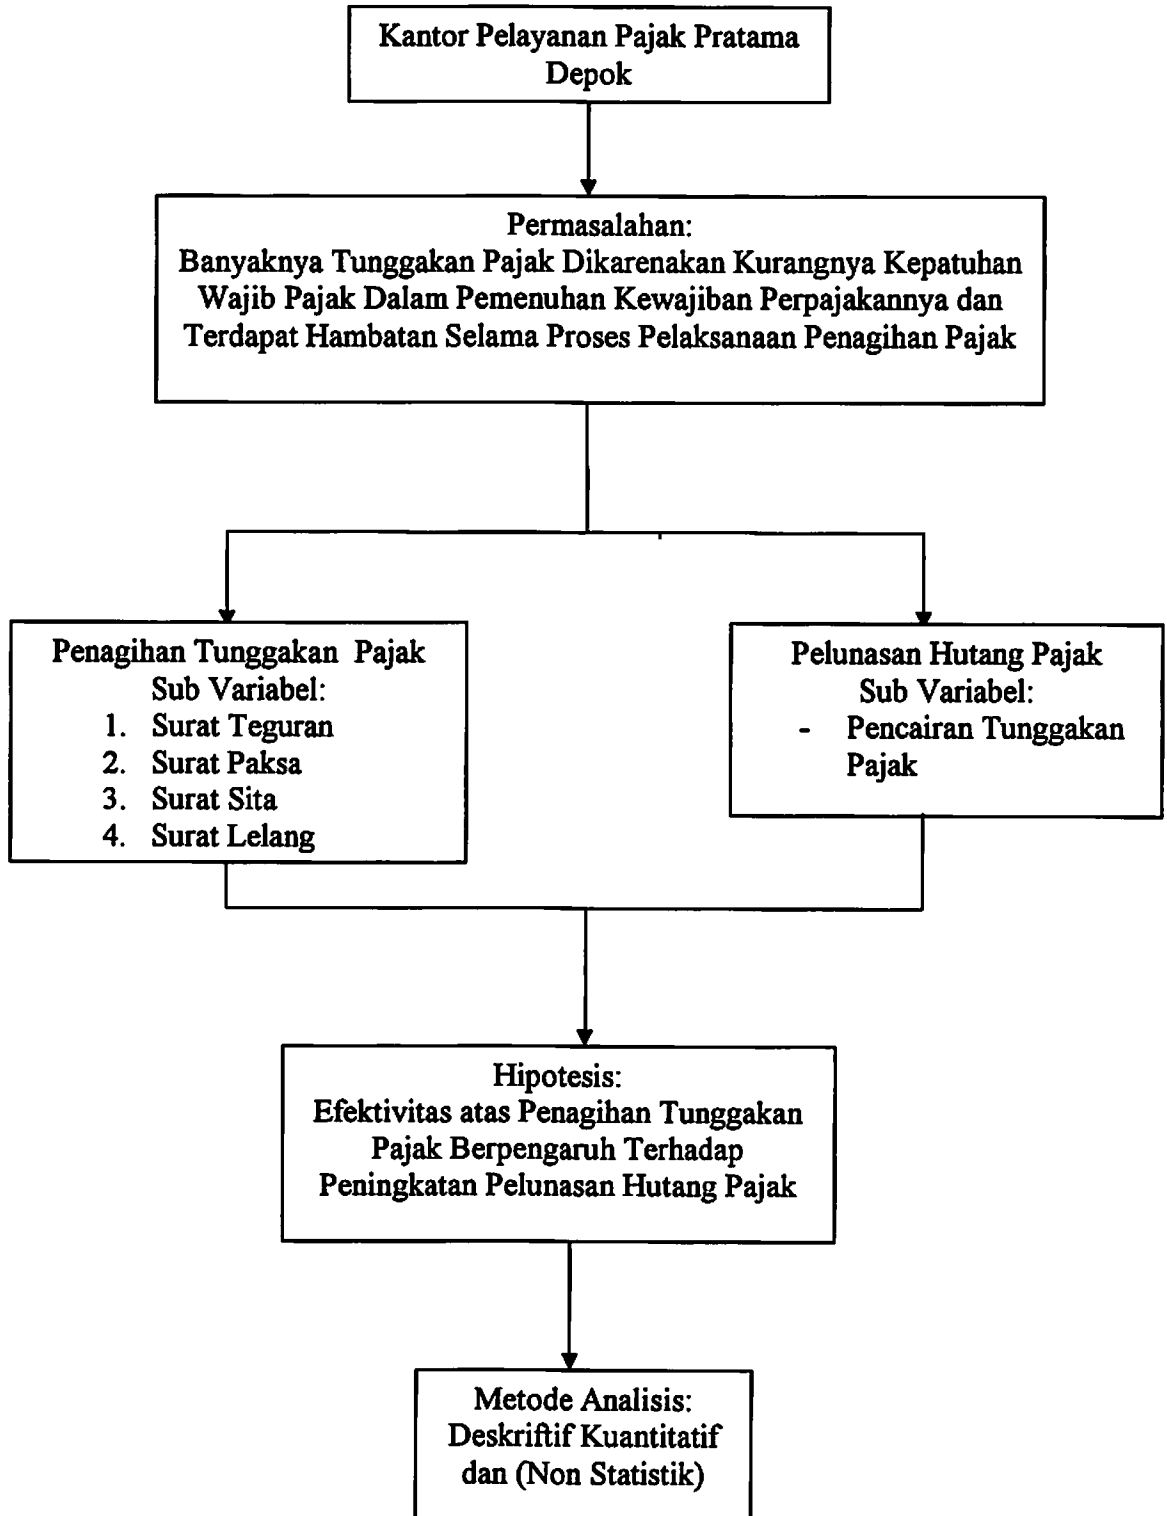 Kantor Pelayanan Pajak Pratama
Depok
Permasalahan:
Banyaknya Tunggakan Pajak Dikarenakan Kurangnya Kepatuhan
Wajib Pajak Dalam Pemenuhan Kewajiban Perpajakannya dan
Terdapat Hambatan Selama Proses Pelaksanaan Penagihan Pajak
Penagihan Tunggakan Pajak
Sub Variabel:
1. Surat Teguran
2. Surat Paksa
3. Surat Sita
4. Surat Lelang
Pelunasan Hutang Pajak
Sub Variabel:
- Pencairan Tunggakan
Pajak
Hipotesis:
Efektivitas atas Penagihan Tunggakan
Pajak Berpengaruh Terhadap
Peningkatan Pelunasan Hutang Pajak
Metode Analisis:
Deskriftif Kuantitatif
dan (Non Statistik)